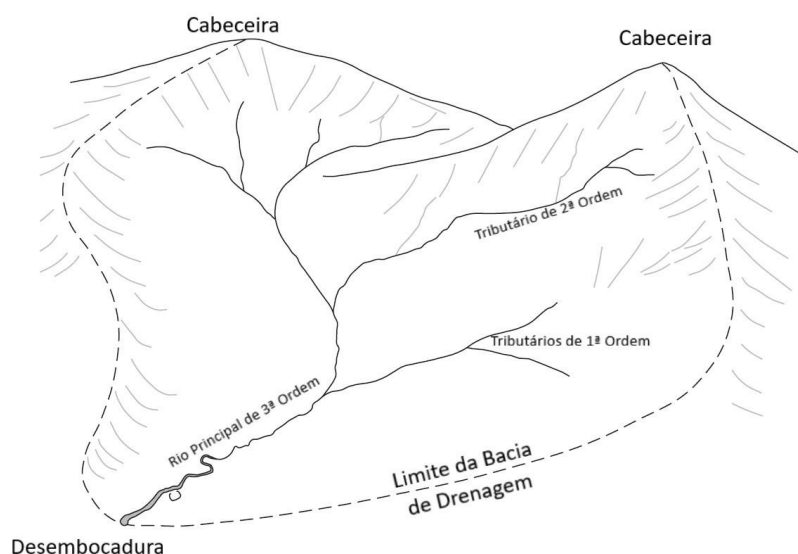 Cabeceira
Cabeceira
Tributário de 2ª Ordem
Tributários de 1ª Ordem
Rio Principal de 3ª Ordem
Limite da Bacia
de Drenagem
Desembocadura